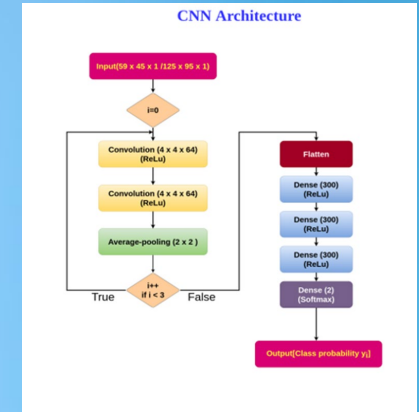 CNN Architecture
Input(59 x 45 x 1 /125 x 95 x 1)
i=0
Convolution (4 x 4 x 64)
(ReLu)
Convolution (4 x 4 x 64)
(ReLu)
Average-pooling (2 x 2 )
i++
if i < 3
True
False
Flatten
Dense (300)
(ReLu)
Dense (300)
(ReLu)
Dense (300)
(ReLu)
Dense (2)
(Softmax)
Output[Class probability yᵢ]